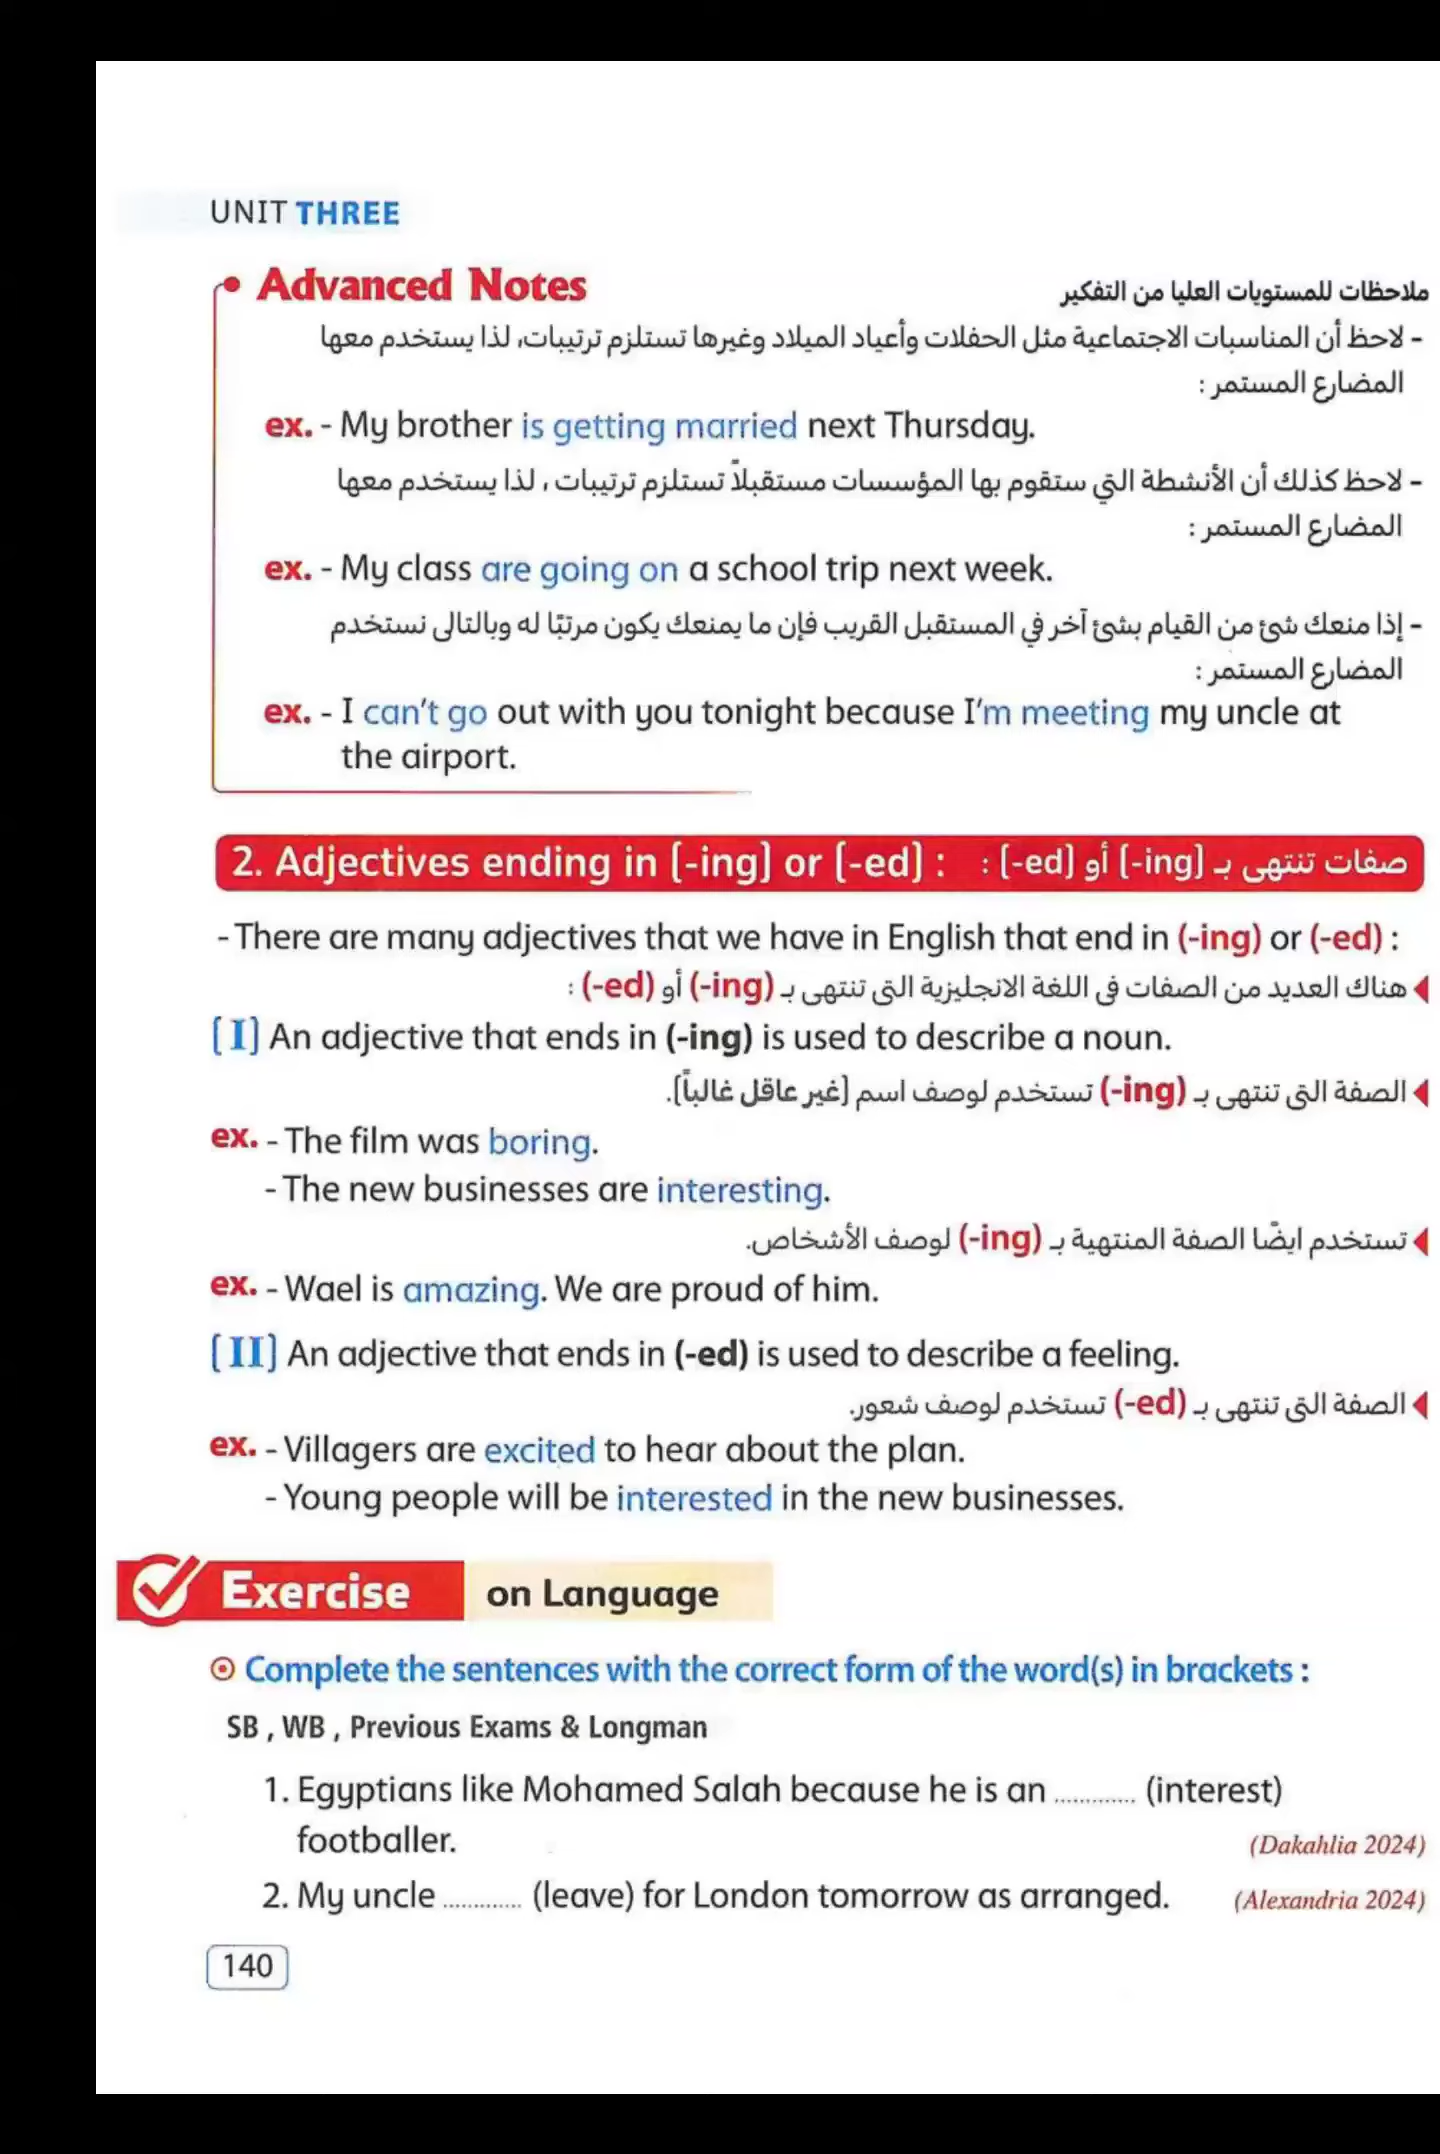 UNIT THREE
Advanced Notes
ملاحظات للمستويات العليا من التفكير
- لاحظ أن المناسبات الاجتماعية مثل الحفلات وأعياد الميلاد وغيرها تستلزم ترتيبات، لذا يستخدم معها
المضارع المستمر :
ex. - My brother is getting married next Thursday.
- لاحظ كذلك أن الأنشطة التي ستقوم بها المؤسسات مستقبلاً تستلزم ترتيبات ، لذا يستخدم معها
المضارع المستمر :
ex. - My class are going on a school trip next week.
- إذا منعك شئ من القيام بشئ آخر في المستقبل القريب فإن ما يمنعك يكون مرتبًا له وبالتالى نستخدم
المضارع المستمر :
ex. - I can't go out with you tonight because I'm meeting my uncle at
the airport.
2. Adjectives ending in [-ing] or [-ed] : صفات تنتهى بـ [-ing] أو [-ed] :
- There are many adjectives that we have in English that end in (-ing) or (-ed) :
هناك العديد من الصفات فى اللغة الانجليزية التى تنتهى بـ (-ing) أو (-ed) :
[I] An adjective that ends in (-ing) is used to describe a noun.
الصفة التى تنتهى بـ (-ing) تستخدم لوصف اسم [غير عاقل غالباً].
ex. - The film was boring.
- The new businesses are interesting.
تستخدم ايضًا الصفة المنتهية بـ (-ing) لوصف الأشخاص.
ex. - Wael is amazing. We are proud of him.
[II] An adjective that ends in (-ed) is used to describe a feeling.
الصفة التى تنتهى بـ (-ed) تستخدم لوصف شعور.
ex. - Villagers are excited to hear about the plan.
- Young people will be interested in the new businesses.
Exercise on Language
Complete the sentences with the correct form of the word(s) in brackets :
SB , WB , Previous Exams & Longman
1. Egyptians like Mohamed Salah because he is an ............. (interest)
footballer. (Dakahlia 2024)
2. My uncle ............. (leave) for London tomorrow as arranged. (Alexandria 2024)
140